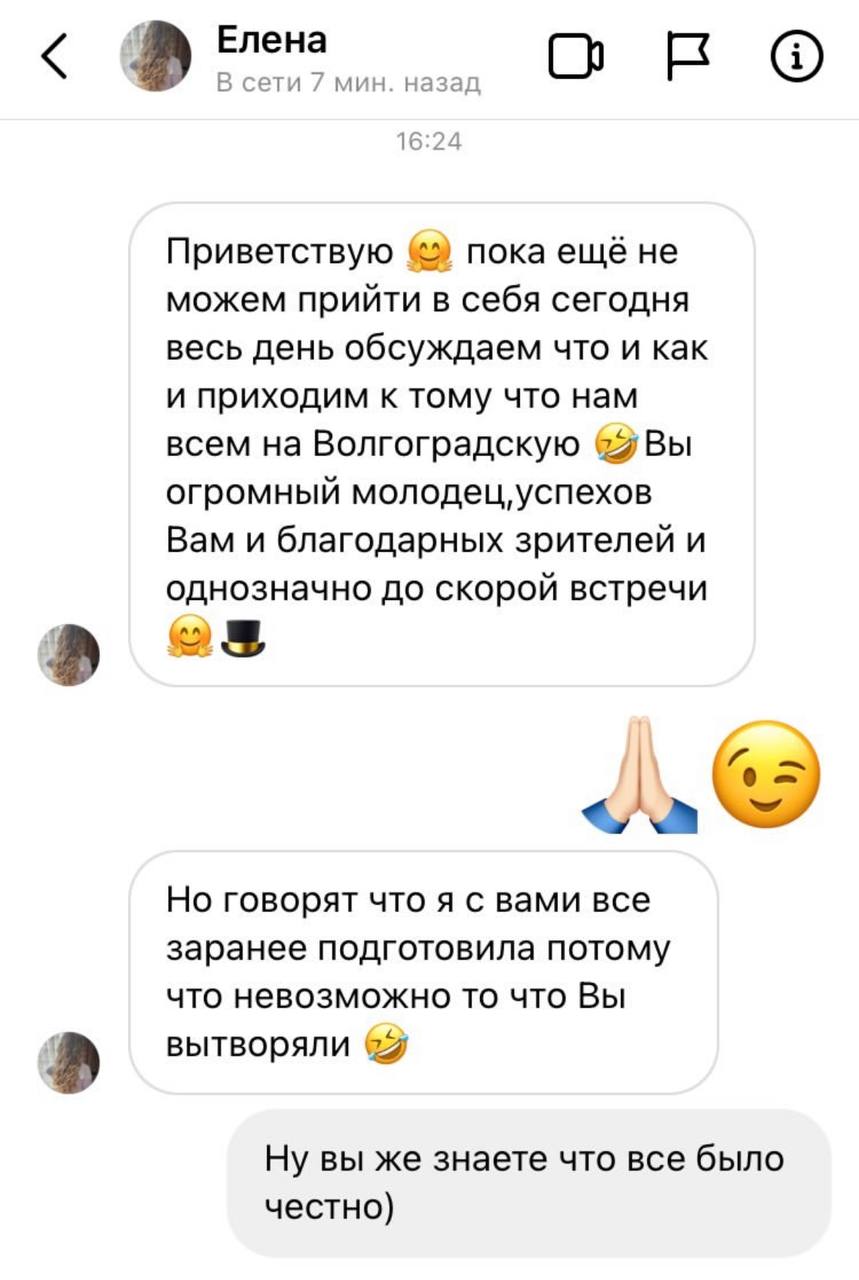 Елена
В сети 7 мин. назад
16:24
Приветствую 🤗 пока ещё не
можем прийти в себя сегодня
весь день обсуждаем что и как
и приходим к тому что нам
всем на Волгоградскую 🤣Вы
огромный молодец,успехов
Вам и благодарных зрителей и
однозначно до скорой встречи
🤗🎩
🙏🏻😉
Но говорят что я с вами все
заранее подготовила потому
что невозможно то что Вы
вытворяли 🤣
Ну вы же знаете что все было
честно)